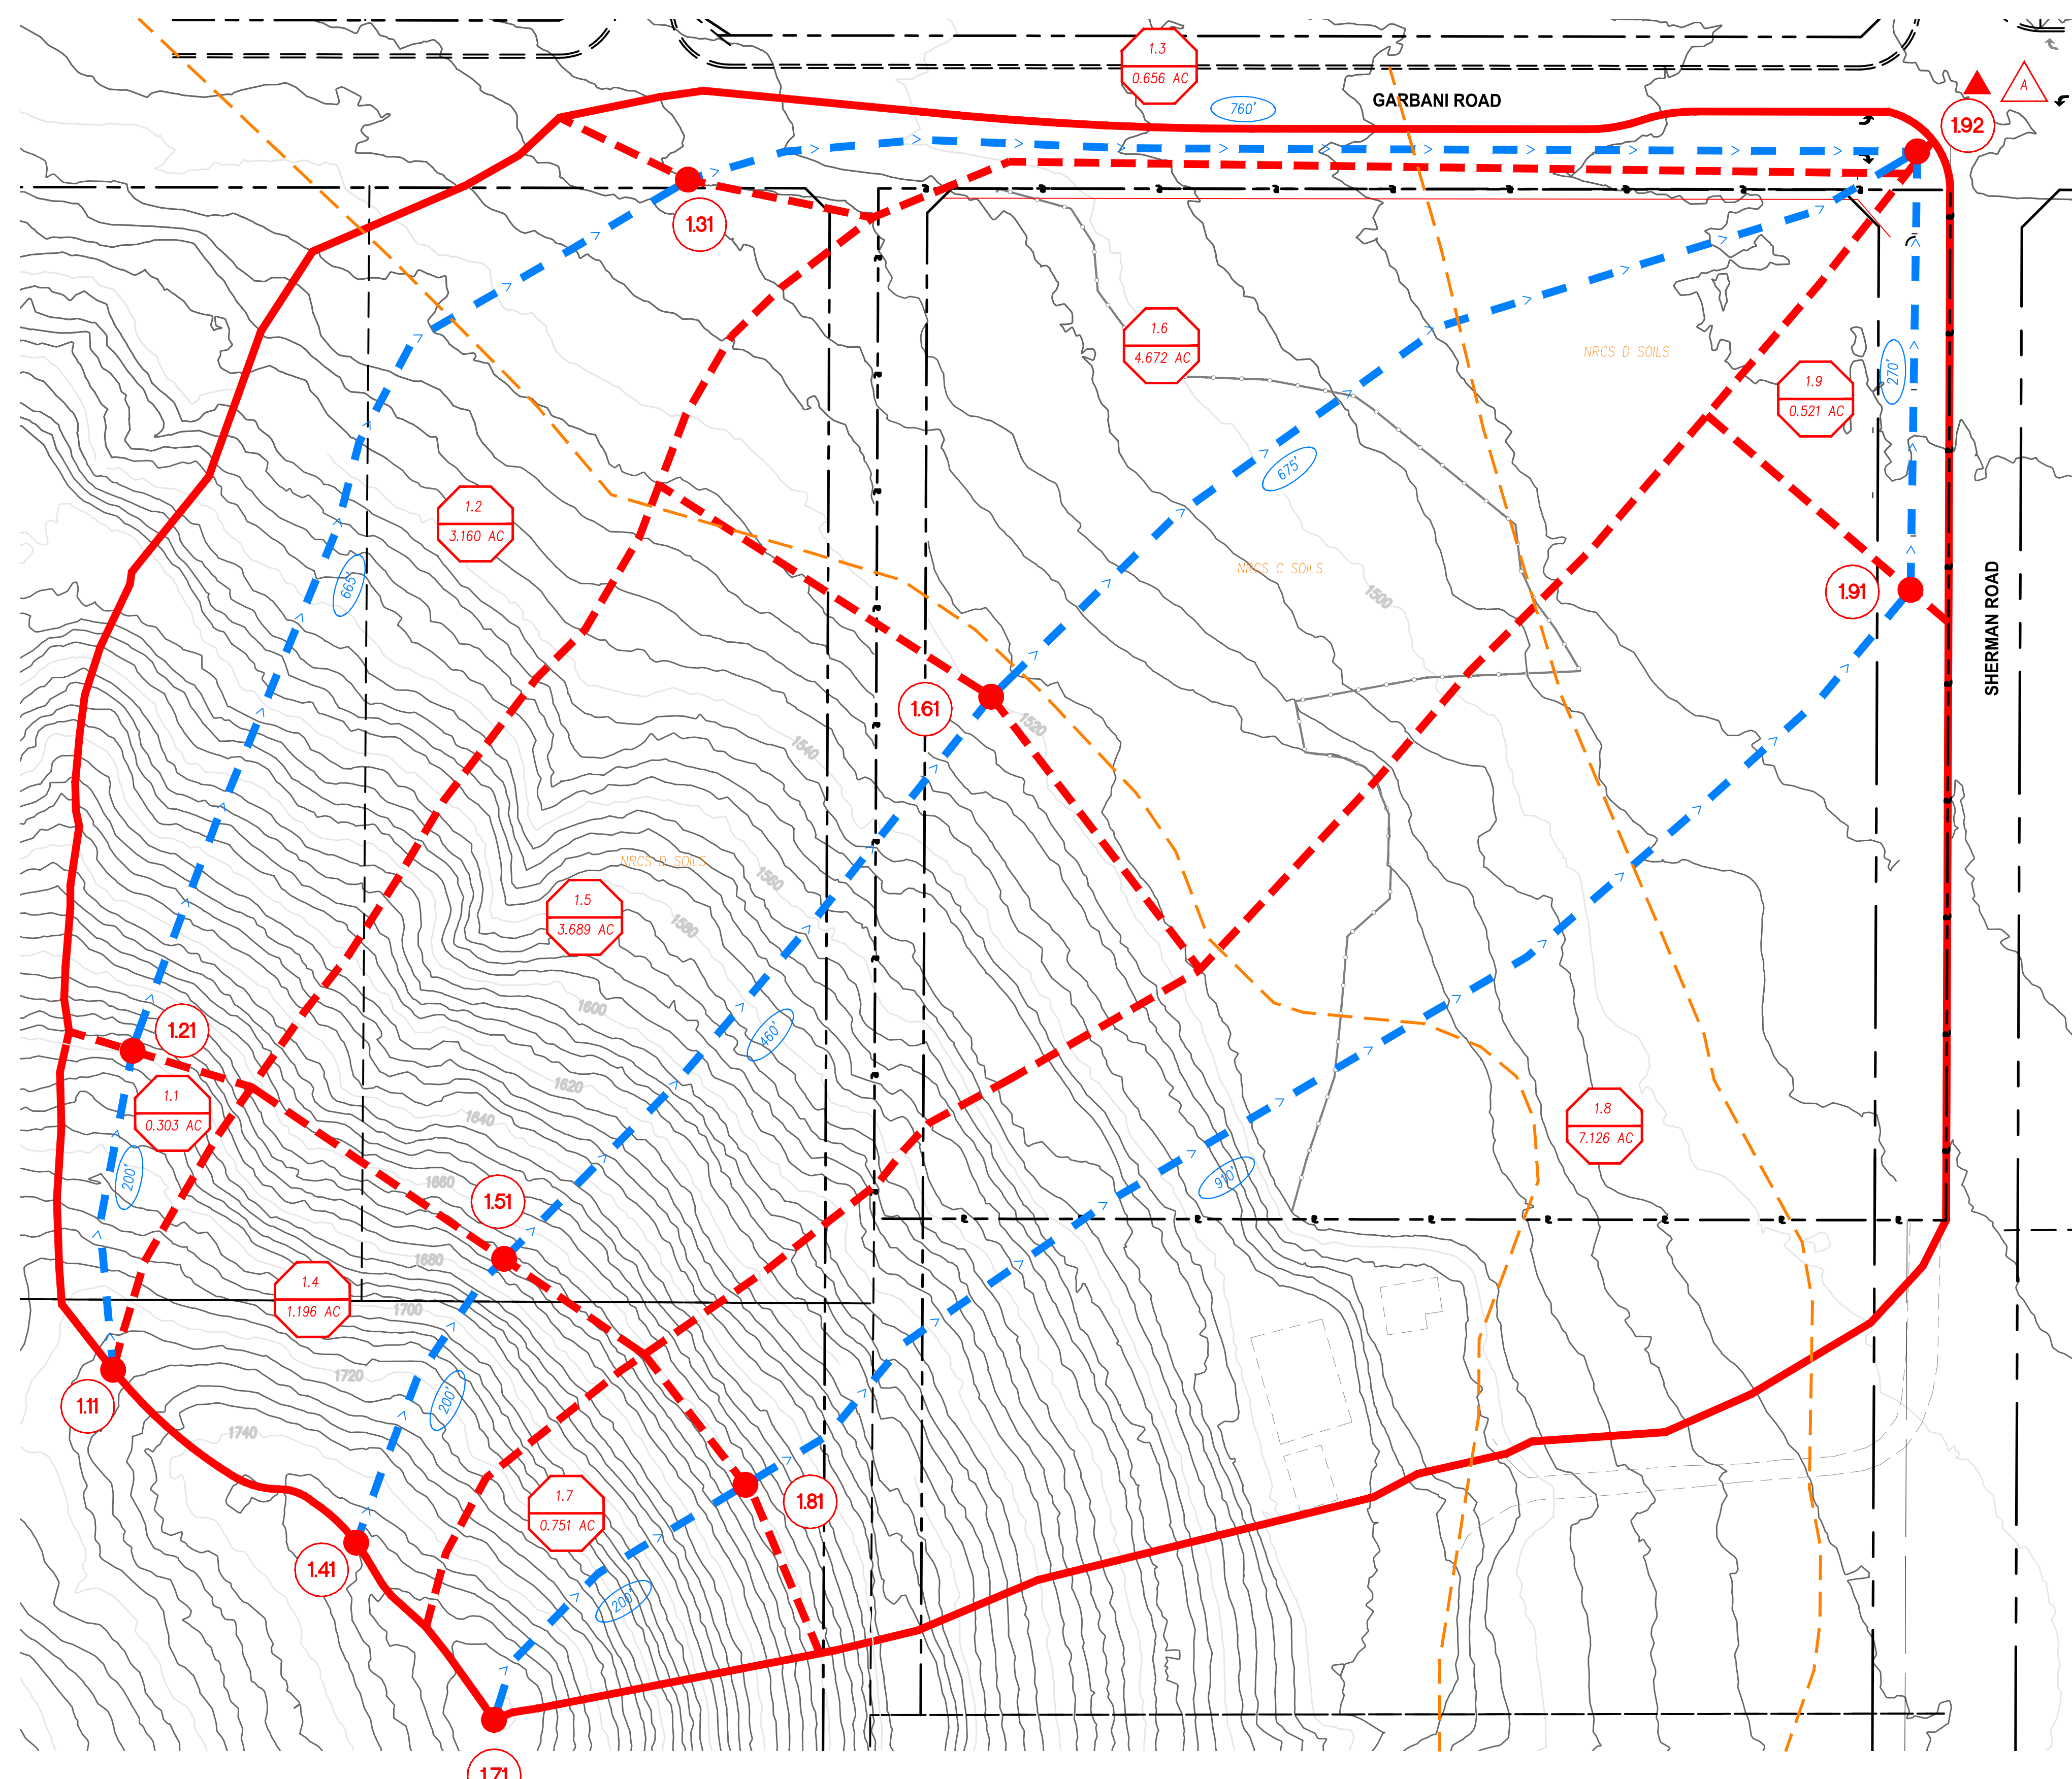 1.3
0.656 AC
760'
GARBANI ROAD
A
1.92
1.31
1.6
4.672 AC
NRCS D SOILS
1.9
0.521 AC
270'
675'
1.2
3.160 AC
665'
NRCS C SOILS
1500
1.91
SHERMAN ROAD
1.61
1520
1540
NRCS D SOILS
1560
1.5
3.689 AC
1580
1600
460'
1.21
1620
1.1
0.303 AC
1640
1.8
7.126 AC
200'
1660
910'
1.51
1680
1.4
1.196 AC
1700
1720
200'
1.11
1740
1.7
0.751 AC
1.81
1.41
200'
1.71